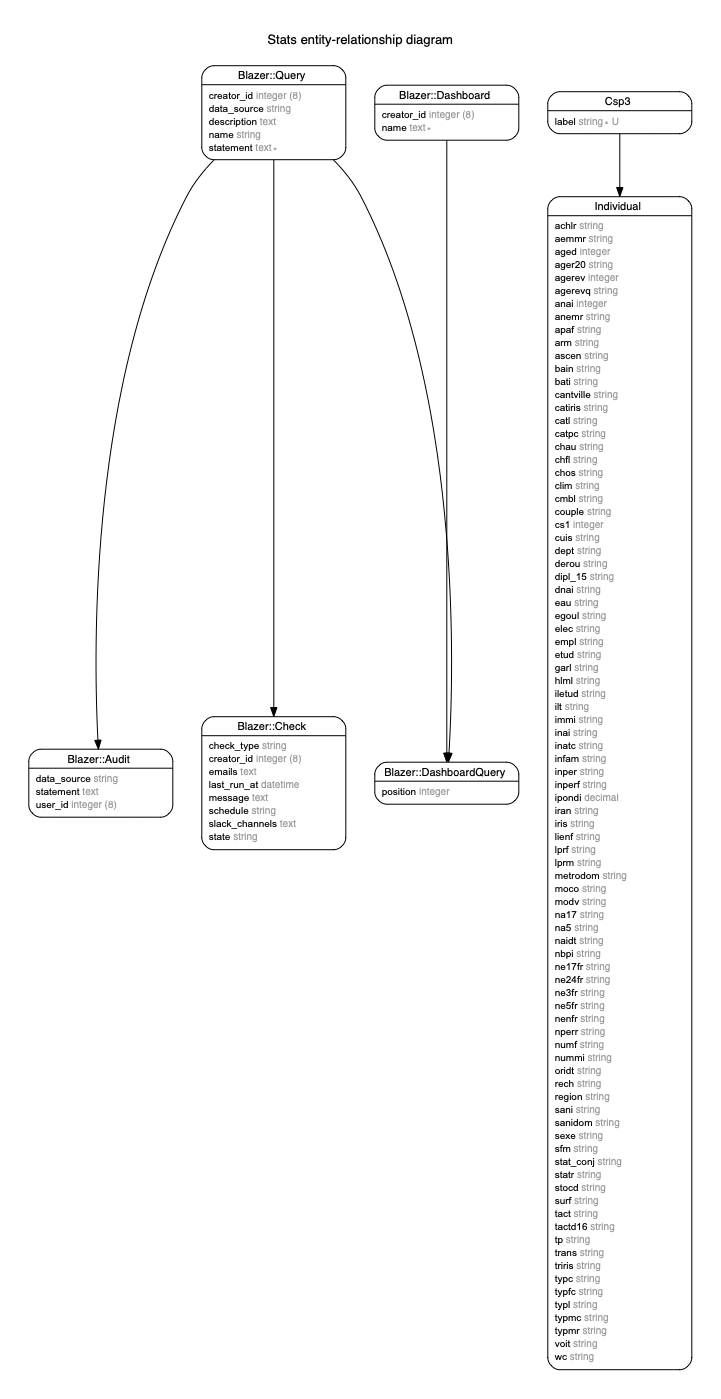 Stats entity-relationship diagram
Blazer::Query
creator_id integer (8)
data_source string
description text
name string
statement text ∗
Blazer::Dashboard
creator_id integer (8)
name text ∗
Csp3
label string ∗ U
Individual
achlr string
aemmr string
aged integer
ager20 string
agerev integer
agerevq string
anai integer
anemr string
apaf string
arm string
ascen string
bain string
bati string
cantville string
catiris string
catl string
catpc string
chau string
chfl string
chos string
clim string
cmbl string
couple string
cs1 integer
cuis string
dept string
derou string
dipl_15 string
dnai string
eau string
egoul string
elec string
empl string
etud string
garl string
hlml string
iletud string
ilt string
immi string
inai string
inatc string
infam string
inper string
inperf string
ipondi decimal
iran string
iris string
lienf string
lprf string
lprm string
metrodom string
moco string
modv string
na17 string
na5 string
naidt string
nbpi string
ne17fr string
ne24fr string
ne3fr string
ne5fr string
nenfr string
nperr string
numf string
nummi string
oridt string
rech string
region string
sani string
sanidom string
sexe string
sfm string
stat_conj string
statr string
stocd string
surf string
tact string
tactd16 string
tp string
trans string
triris string
typc string
typfc string
typl string
typmc string
typmr string
voit string
wc string
Blazer::Audit
data_source string
statement text
user_id integer (8)
Blazer::Check
check_type string
creator_id integer (8)
emails text
last_run_at datetime
message text
schedule string
slack_channels text
state string
Blazer::DashboardQuery
position integer